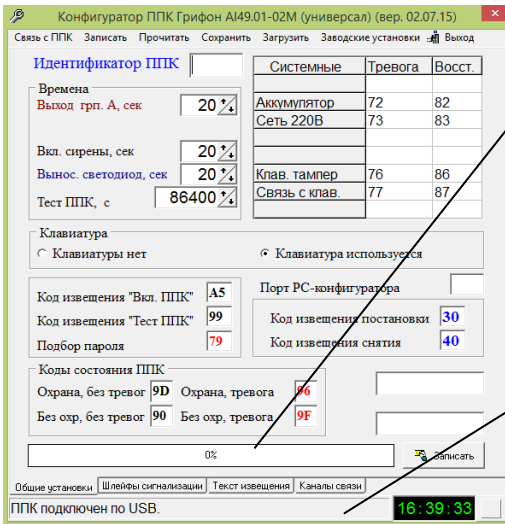 Конфигуратор ППК Грифон AI49.01-02М (универсал) (вер. 02.07.15)
Связь с ППК Записать Прочитать Сохранить Загрузить Заводские установки Выход
Идентификатор ППК
Системные Тревога Восст.
Времена
Выход грп. А, сек 20
Аккумулятор 72 82
Сеть 220В 73 83
Вкл. сирены, сек 20
Вынос. светодиод, сек 20
Клав. тампер 76 86
Связь с клав. 77 87
Тест ППК, с 86400
Клавиатура
Клавиатуры нет Клавиатура используется
Код извещения "Вкл. ППК" A5
Порт РС-конфигуратора
Код извещения "Тест ППК" 99
Код извещения постановки 30
Подбор пароля 79
Код извещения снятия 40
Коды состояния ППК
Охрана, без тревог 9D Охрана, тревога 96
Без охр, без тревог 90 Без охр, тревога 9F
0% Записать
Общие установки Шлейфы сигнализации Текст извещения Каналы связи
ППК подключен по USB. 16:39:33